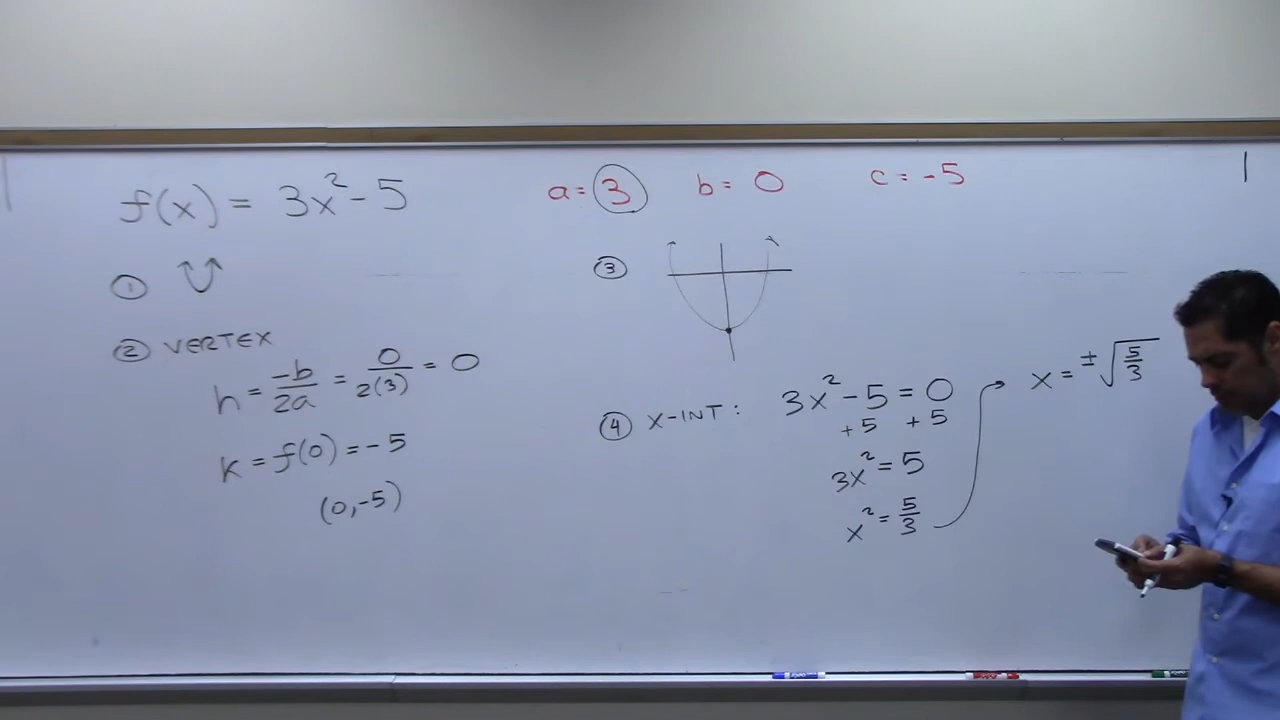 f(x) = 3x² - 5
a = 3 b = 0 c = -5
①
② VERTEX
h = -b/2a = 0/2(3) = 0
k = f(0) = -5
(0, -5)
③
④ X-INT: 3x² - 5 = 0
+5 +5
3x² = 5
x² = 5/3
x = ± √5/3